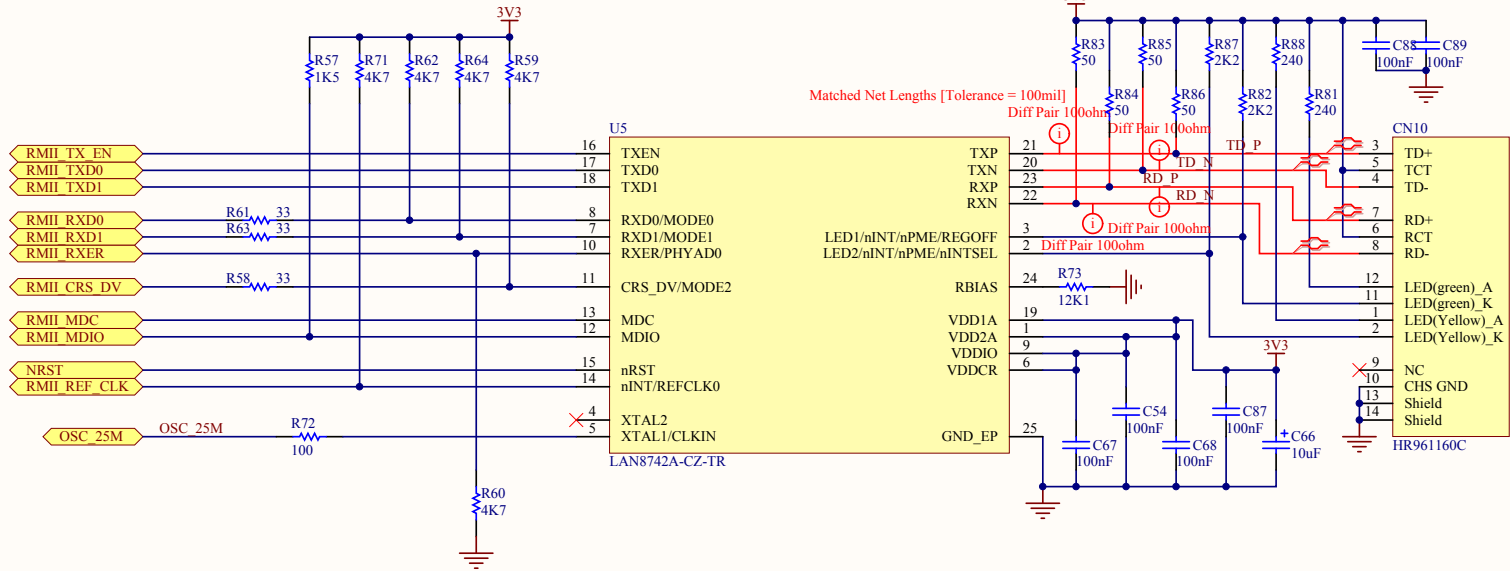 3V3
R57
1K5
R71
4K7
R62
4K7
R64
4K7
R59
4K7
R83
50
R85
50
R87
2K2
R88
240
C88
100nF
C89
100nF
R84
50
R86
50
R82
2K2
R81
240
Matched Net Lengths [Tolerance = 100mil]
Diff Pair 100ohm
Diff Pair 100ohm
i
i
TD_P
TD_N
RD_P
RD_N
i
i
Diff Pair 100ohm
Diff Pair 100ohm
RMII_TX_EN
RMII_TXD0
RMII_TXD1
RMII_RXD0
RMII_RXD1
RMII_RXER
RMII_CRS_DV
RMII_MDC
RMII_MDIO
NRST
RMII_REF_CLK
OSC_25M
OSC_25M
R61 33
R63 33
R58 33
R72
100
R60
4K7
U5
16 TXEN
17 TXD0
18 TXD1
8 RXD0/MODE0
7 RXD1/MODE1
10 RXER/PHYAD0
11 CRS_DV/MODE2
13 MDC
12 MDIO
15 nRST
14 nINT/REFCLK0
4 XTAL2
5 XTAL1/CLKIN
TXP 21
TXN 20
RXP 23
RXN 22
LED1/nINT/nPME/REGOFF 3
LED2/nINT/nPME/nINTSEL 2
RBIAS 24
VDD1A 19
VDD2A 1
VDDIO 9
VDDCR 6
GND_EP 25
LAN8742A-CZ-TR
R73
12K1
3V3
C54
100nF
C87
100nF
C67
100nF
C68
100nF
+
C66
10uF
CN10
3 TD+
5 TCT
4 TD-
7 RD+
6 RCT
8 RD-
12 LED(green)_A
11 LED(green)_K
1 LED(Yellow)_A
2 LED(Yellow)_K
9 NC
10 CHS GND
13 Shield
14 Shield
HR961160C